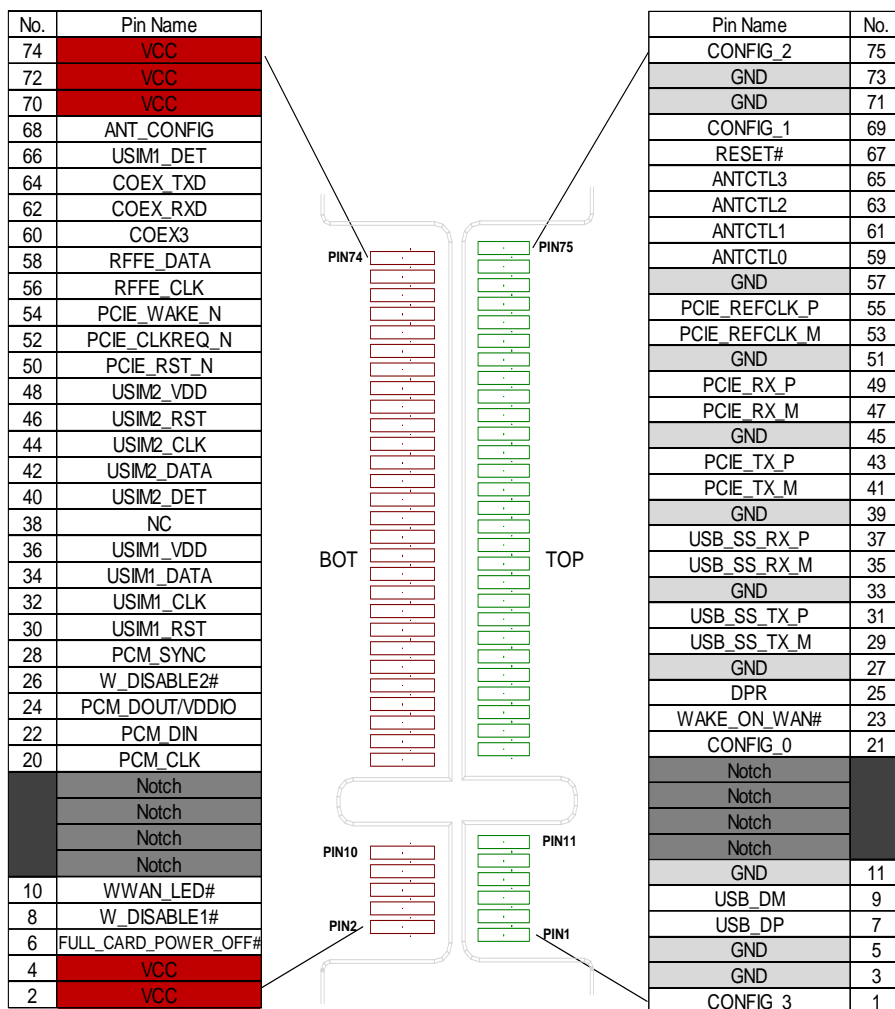 No. Pin Name
74 VCC
72 VCC
70 VCC
68 ANT_CONFIG
66 USIM1_DET
64 COEX_TXD
62 COEX_RXD
60 COEX3
58 RFFE_DATA
56 RFFE_CLK
54 PCIE_WAKE_N
52 PCIE_CLKREQ_N
50 PCIE_RST_N
48 USIM2_VDD
46 USIM2_RST
44 USIM2_CLK
42 USIM2_DATA
40 USIM2_DET
38 NC
36 USIM1_VDD
34 USIM1_DATA
32 USIM1_CLK
30 USIM1_RST
28 PCM_SYNC
26 W_DISABLE2#
24 PCM_DOUT/VDDIO
22 PCM_DIN
20 PCM_CLK
Notch
Notch
Notch
Notch
10 WWAN_LED#
8 W_DISABLE1#
6 FULL_CARD_POWER_OFF#
4 VCC
2 VCC
PIN74
PIN75
BOT
TOP
PIN10
PIN11
PIN2
PIN1
Pin Name No.
CONFIG_2 75
GND 73
GND 71
CONFIG_1 69
RESET# 67
ANTCTL3 65
ANTCTL2 63
ANTCTL1 61
ANTCTL0 59
GND 57
PCIE_REFCLK_P 55
PCIE_REFCLK_M 53
GND 51
PCIE_RX_P 49
PCIE_RX_M 47
GND 45
PCIE_TX_P 43
PCIE_TX_M 41
GND 39
USB_SS_RX_P 37
USB_SS_RX_M 35
GND 33
USB_SS_TX_P 31
USB_SS_TX_M 29
GND 27
DPR 25
WAKE_ON_WAN# 23
CONFIG_0 21
Notch
Notch
Notch
Notch
GND 11
USB_DM 9
USB_DP 7
GND 5
GND 3
CONFIG_3 1